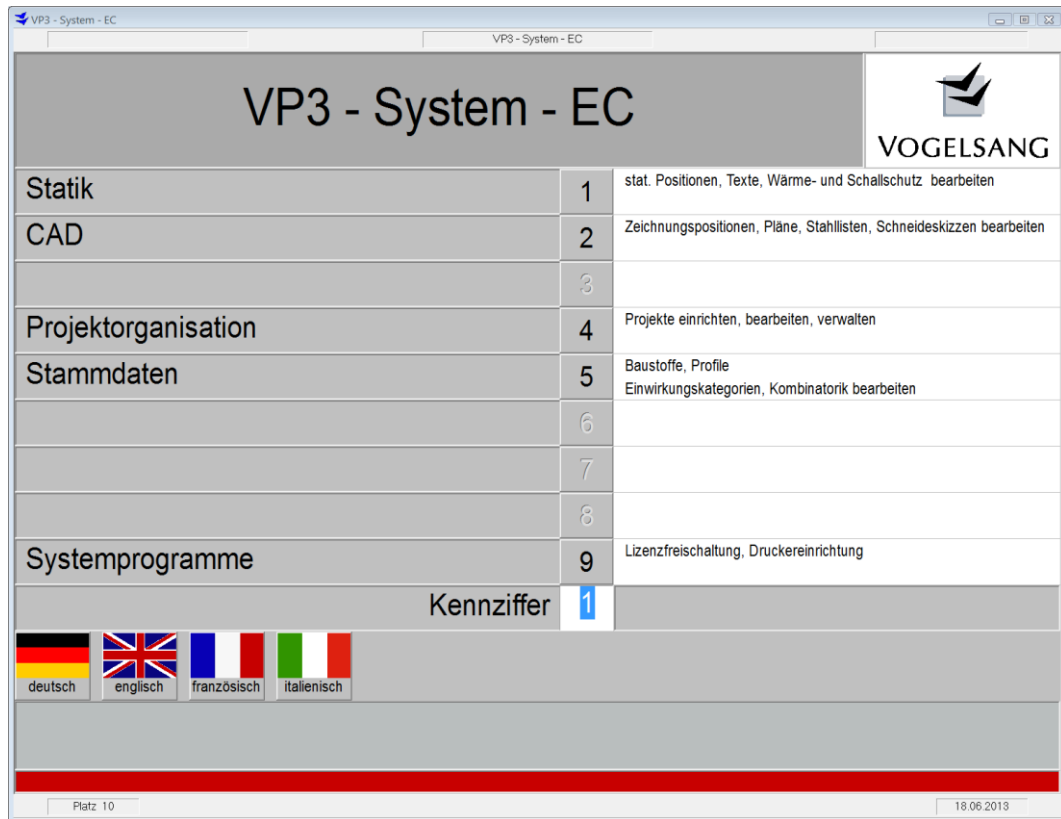 VP3 - System - EC
VP3 - System - EC
VP3 - System - EC
VOGELSANG
Statik 1 stat. Positionen, Texte, Wärme- und Schallschutz bearbeiten
CAD 2 Zeichnungspositionen, Pläne, Stahllisten, Schneideskizzen bearbeiten
3
Projektorganisation 4 Projekte einrichten, bearbeiten, verwalten
Stammdaten 5 Baustoffe, Profile
Einwirkungskategorien, Kombinatorik bearbeiten
6
7
8
Systemprogramme 9 Lizenzfreischaltung, Druckereinrichtung
Kennziffer 1
deutsch englisch französisch italienisch
Platz 10 18.06.2013